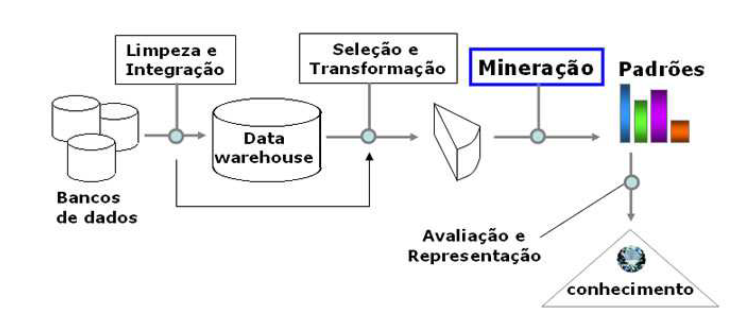 Limpeza e
Integração
Seleção e
Transformação
Mineração
Padrões
Data
warehouse
Bancos
de dados
Avaliação e
Representação
conhecimento